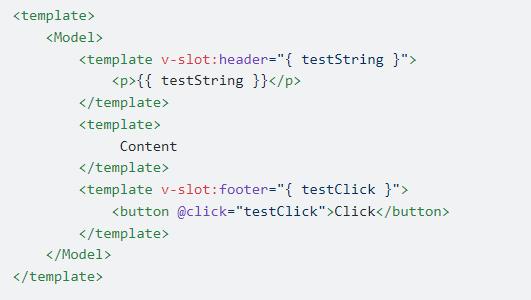 <template>
    <Model>
        <template v-slot:header="{ testString }">
            <p>{{ testString }}</p>
        </template>
        <template>
             Content
        </template>
        <template v-slot:footer="{ testClick }">
            <button @click="testClick">Click</button>
        </template>
    </Model>
</template>